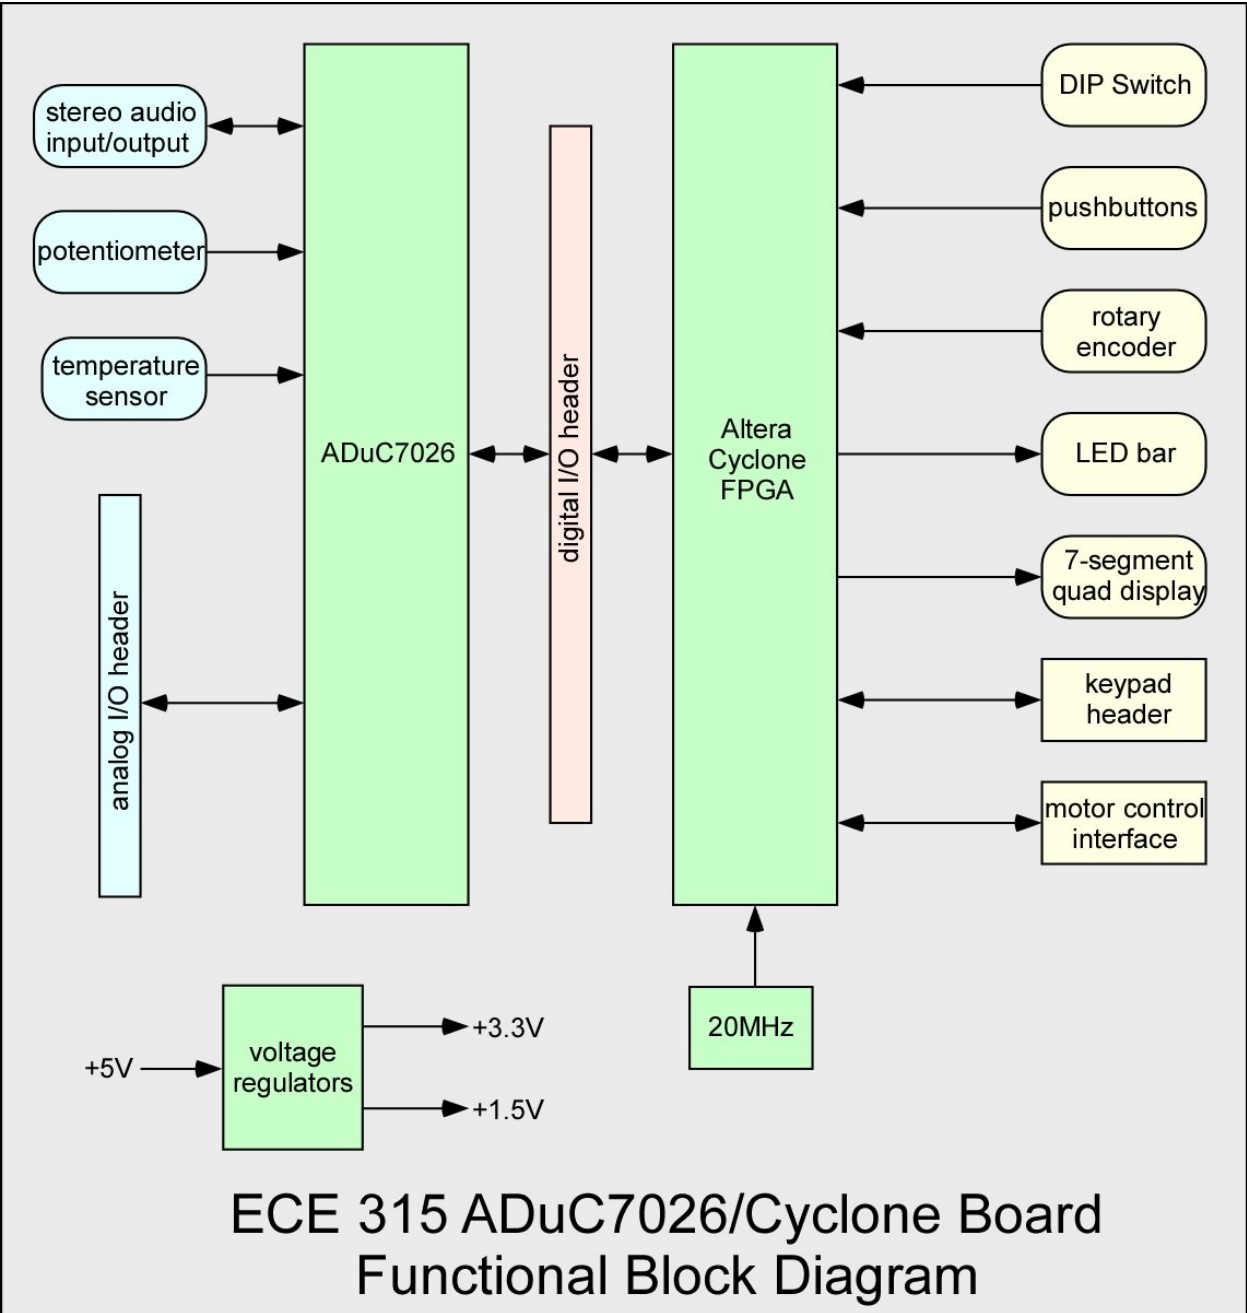 stereo audio
input/output
potentiometer
temperature
sensor
analog I/O header
ADuC7026
digital I/O header
Altera
Cyclone
FPGA
DIP Switch
pushbuttons
rotary
encoder
LED bar
7-segment
quad display
keypad
header
motor control
interface
20MHz
+5V
voltage
regulators
+3.3V
+1.5V
ECE 315 ADuC7026/Cyclone Board
Functional Block Diagram